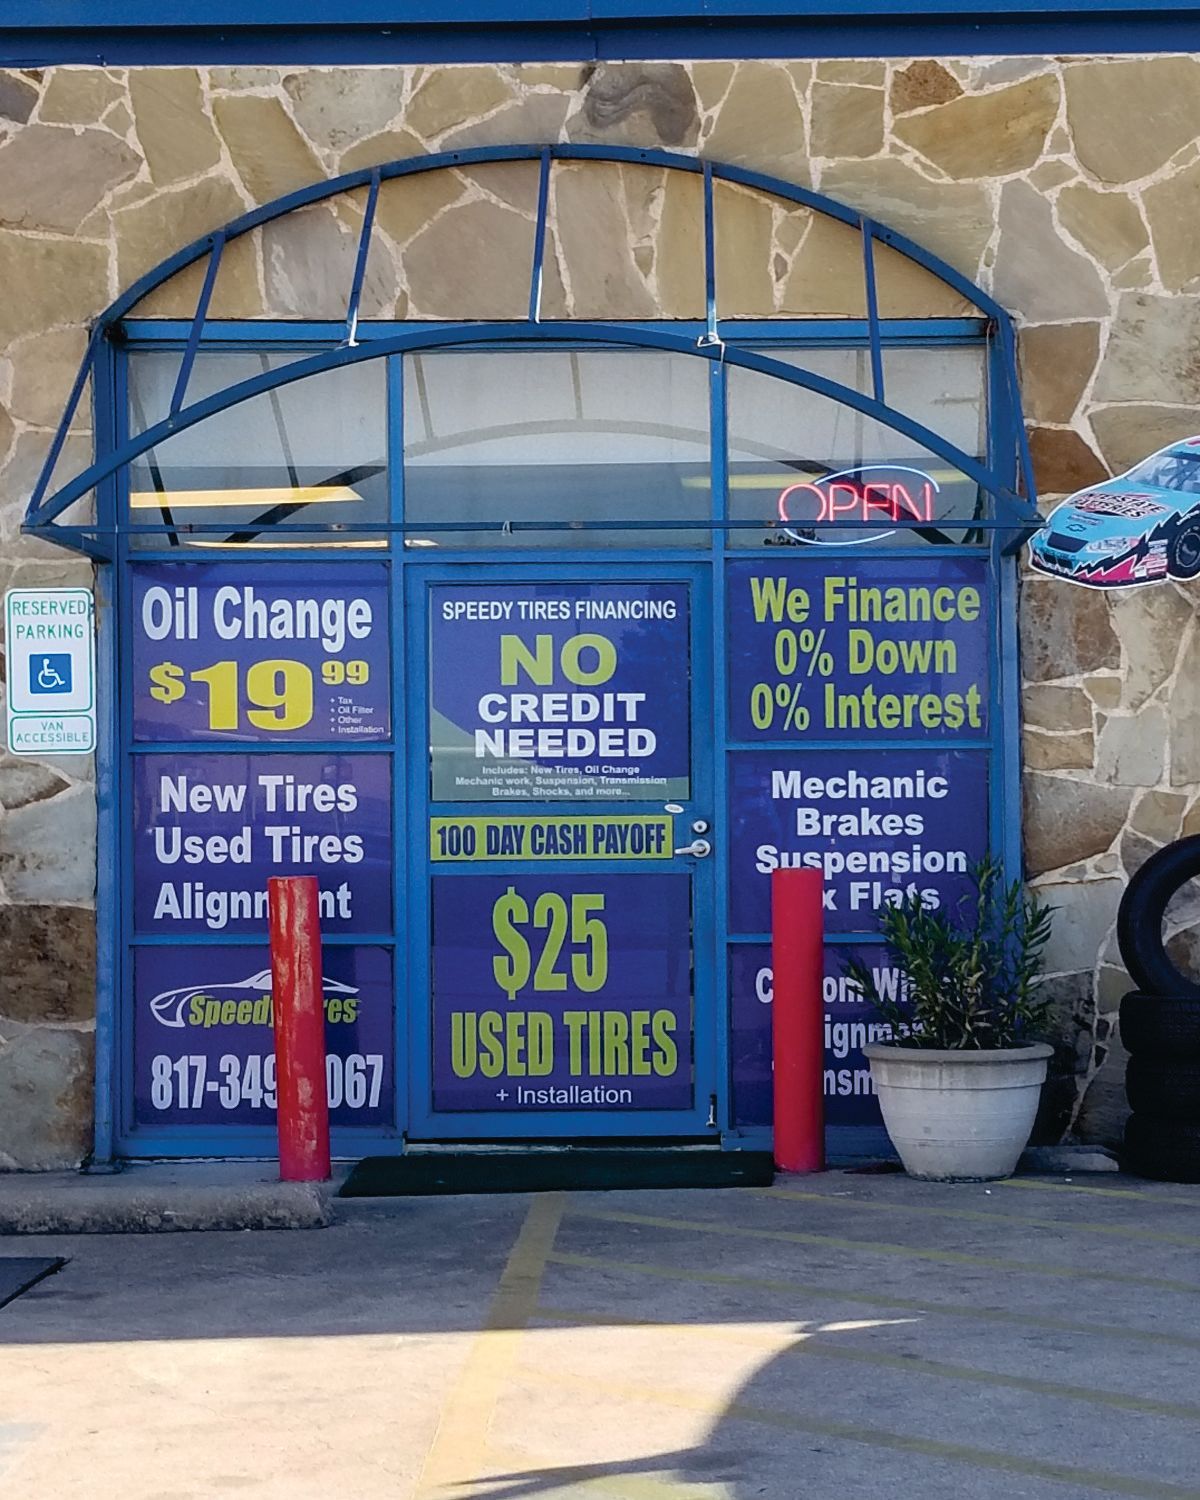 OPEN
RESERVED
PARKING
VAN
ACCESSIBLE
Oil Change
$19 99
+ Tax
+ Oil Filter
+ Other
+ Installation
New Tires
Used Tires
Speedy
SPEEDY TIRES FINANCING
NO
CREDIT
NEEDED
Includes: New Tires, Oil Change
Mechanic work, Suspension, Transmission
Brakes, Shocks, and more...
100 DAY CASH PAYOFF
$25
USED TIRES
+ Installation
We Finance
0% Down
0% Interest
Mechanic
Brakes
Suspension
Flats